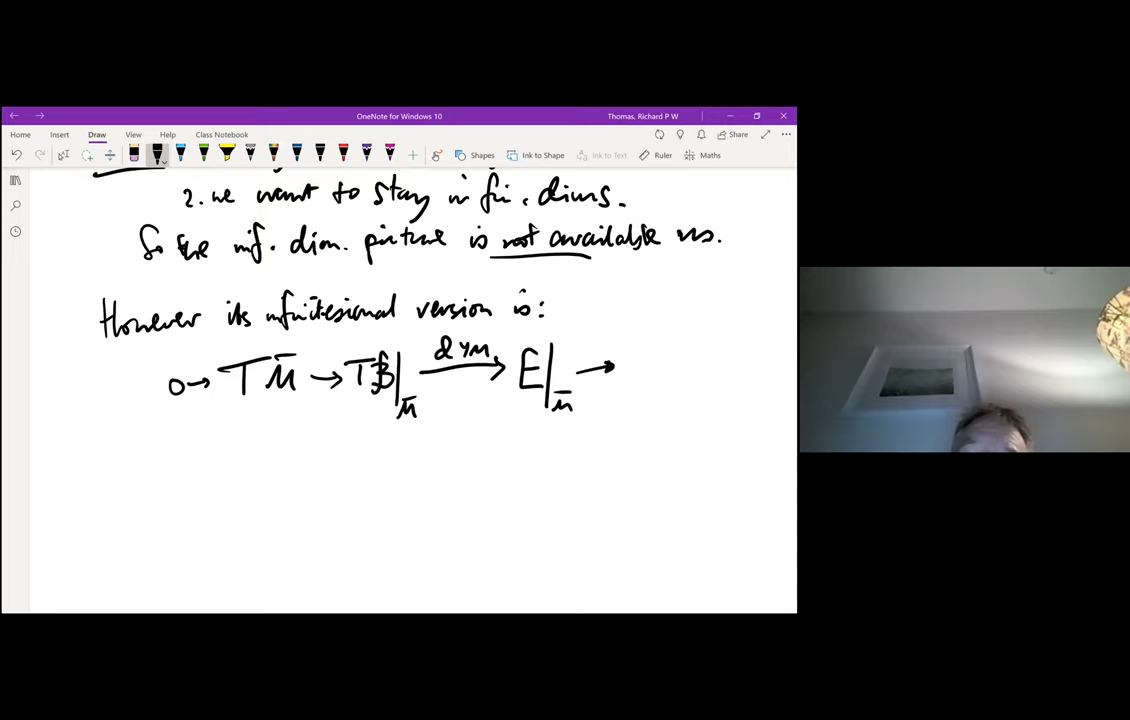 OneNote for Windows 10 Thomas, Richard P W
Home Insert Draw View Help Class Notebook Share
Shapes Ink to Shape Ink to Text Ruler Maths
2. we want to stay in fin. dims.
So the inf. dim. picture is not available us.
However its infinitesimal version is:
0 → T M̄ → TB|M̄ → E|M̄ →